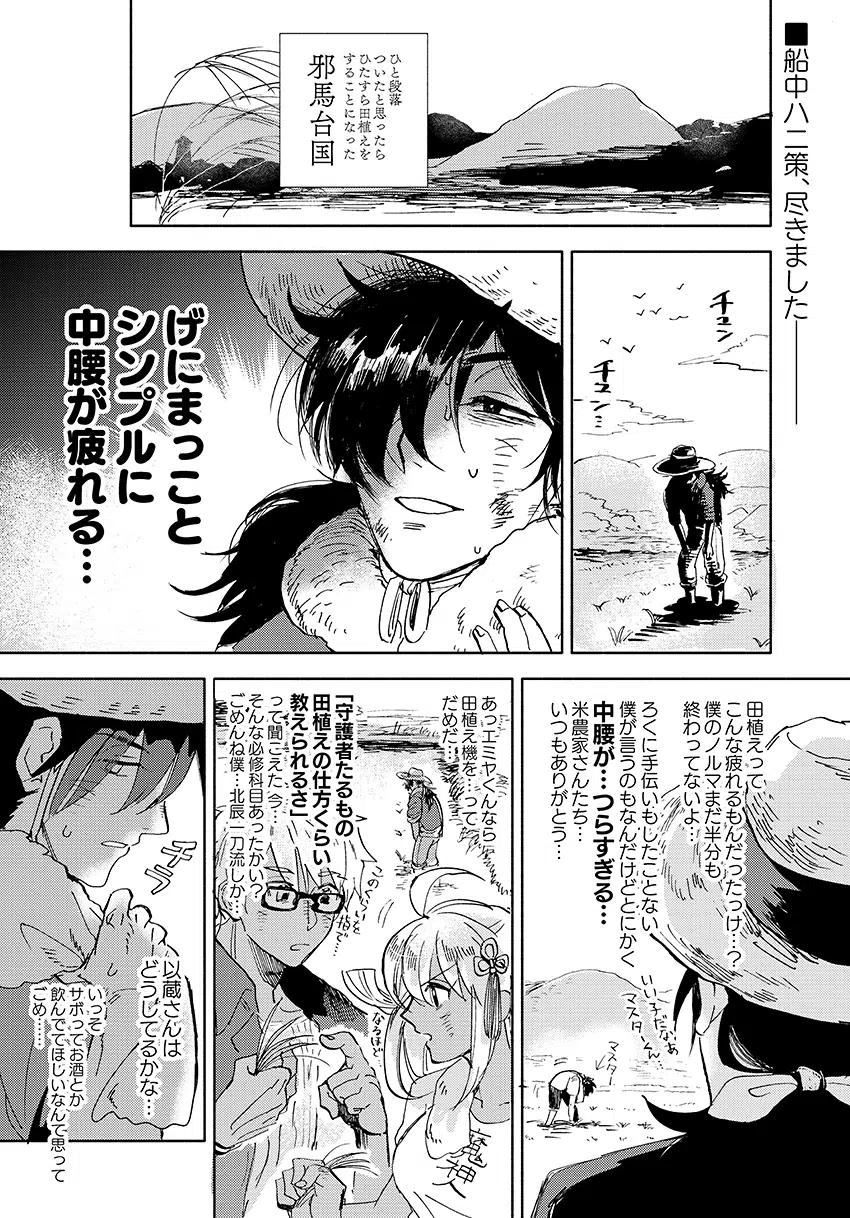 ■船中八二策、尽きました――
ひと段落
ついたと思ったら
ひたすら田植えを
することになった
邪馬台国
チュン
チュン…
げにまっこと
シンプルに
中腰が疲れる…
田植えって
こんな疲れるもんだったっけ…？
僕のノルマまだ半分も
終わってないよ…
ろくに手伝いもしたことない
僕が言うのもなんだけどとにかく
中腰が…つらすぎる…
米農家さんたち…
いつもありがとう…
いい子だなあ
マスターくん…
マスター
あっエミヤくんなら
田植え機を…って
だめだ…
「守護者たるもの
田植えの仕方くらい
教えられるさ」
って聞こえた今…
そんな必修科目あったかい？
ごめんね僕…北辰一刀流しか…
このくらいを
指で…
なるほど
魔神
チラ
以蔵さんは
どうしてるかな…
いっそ
サボってお酒とか
飲んでてほしいなんて思って
ごめ……